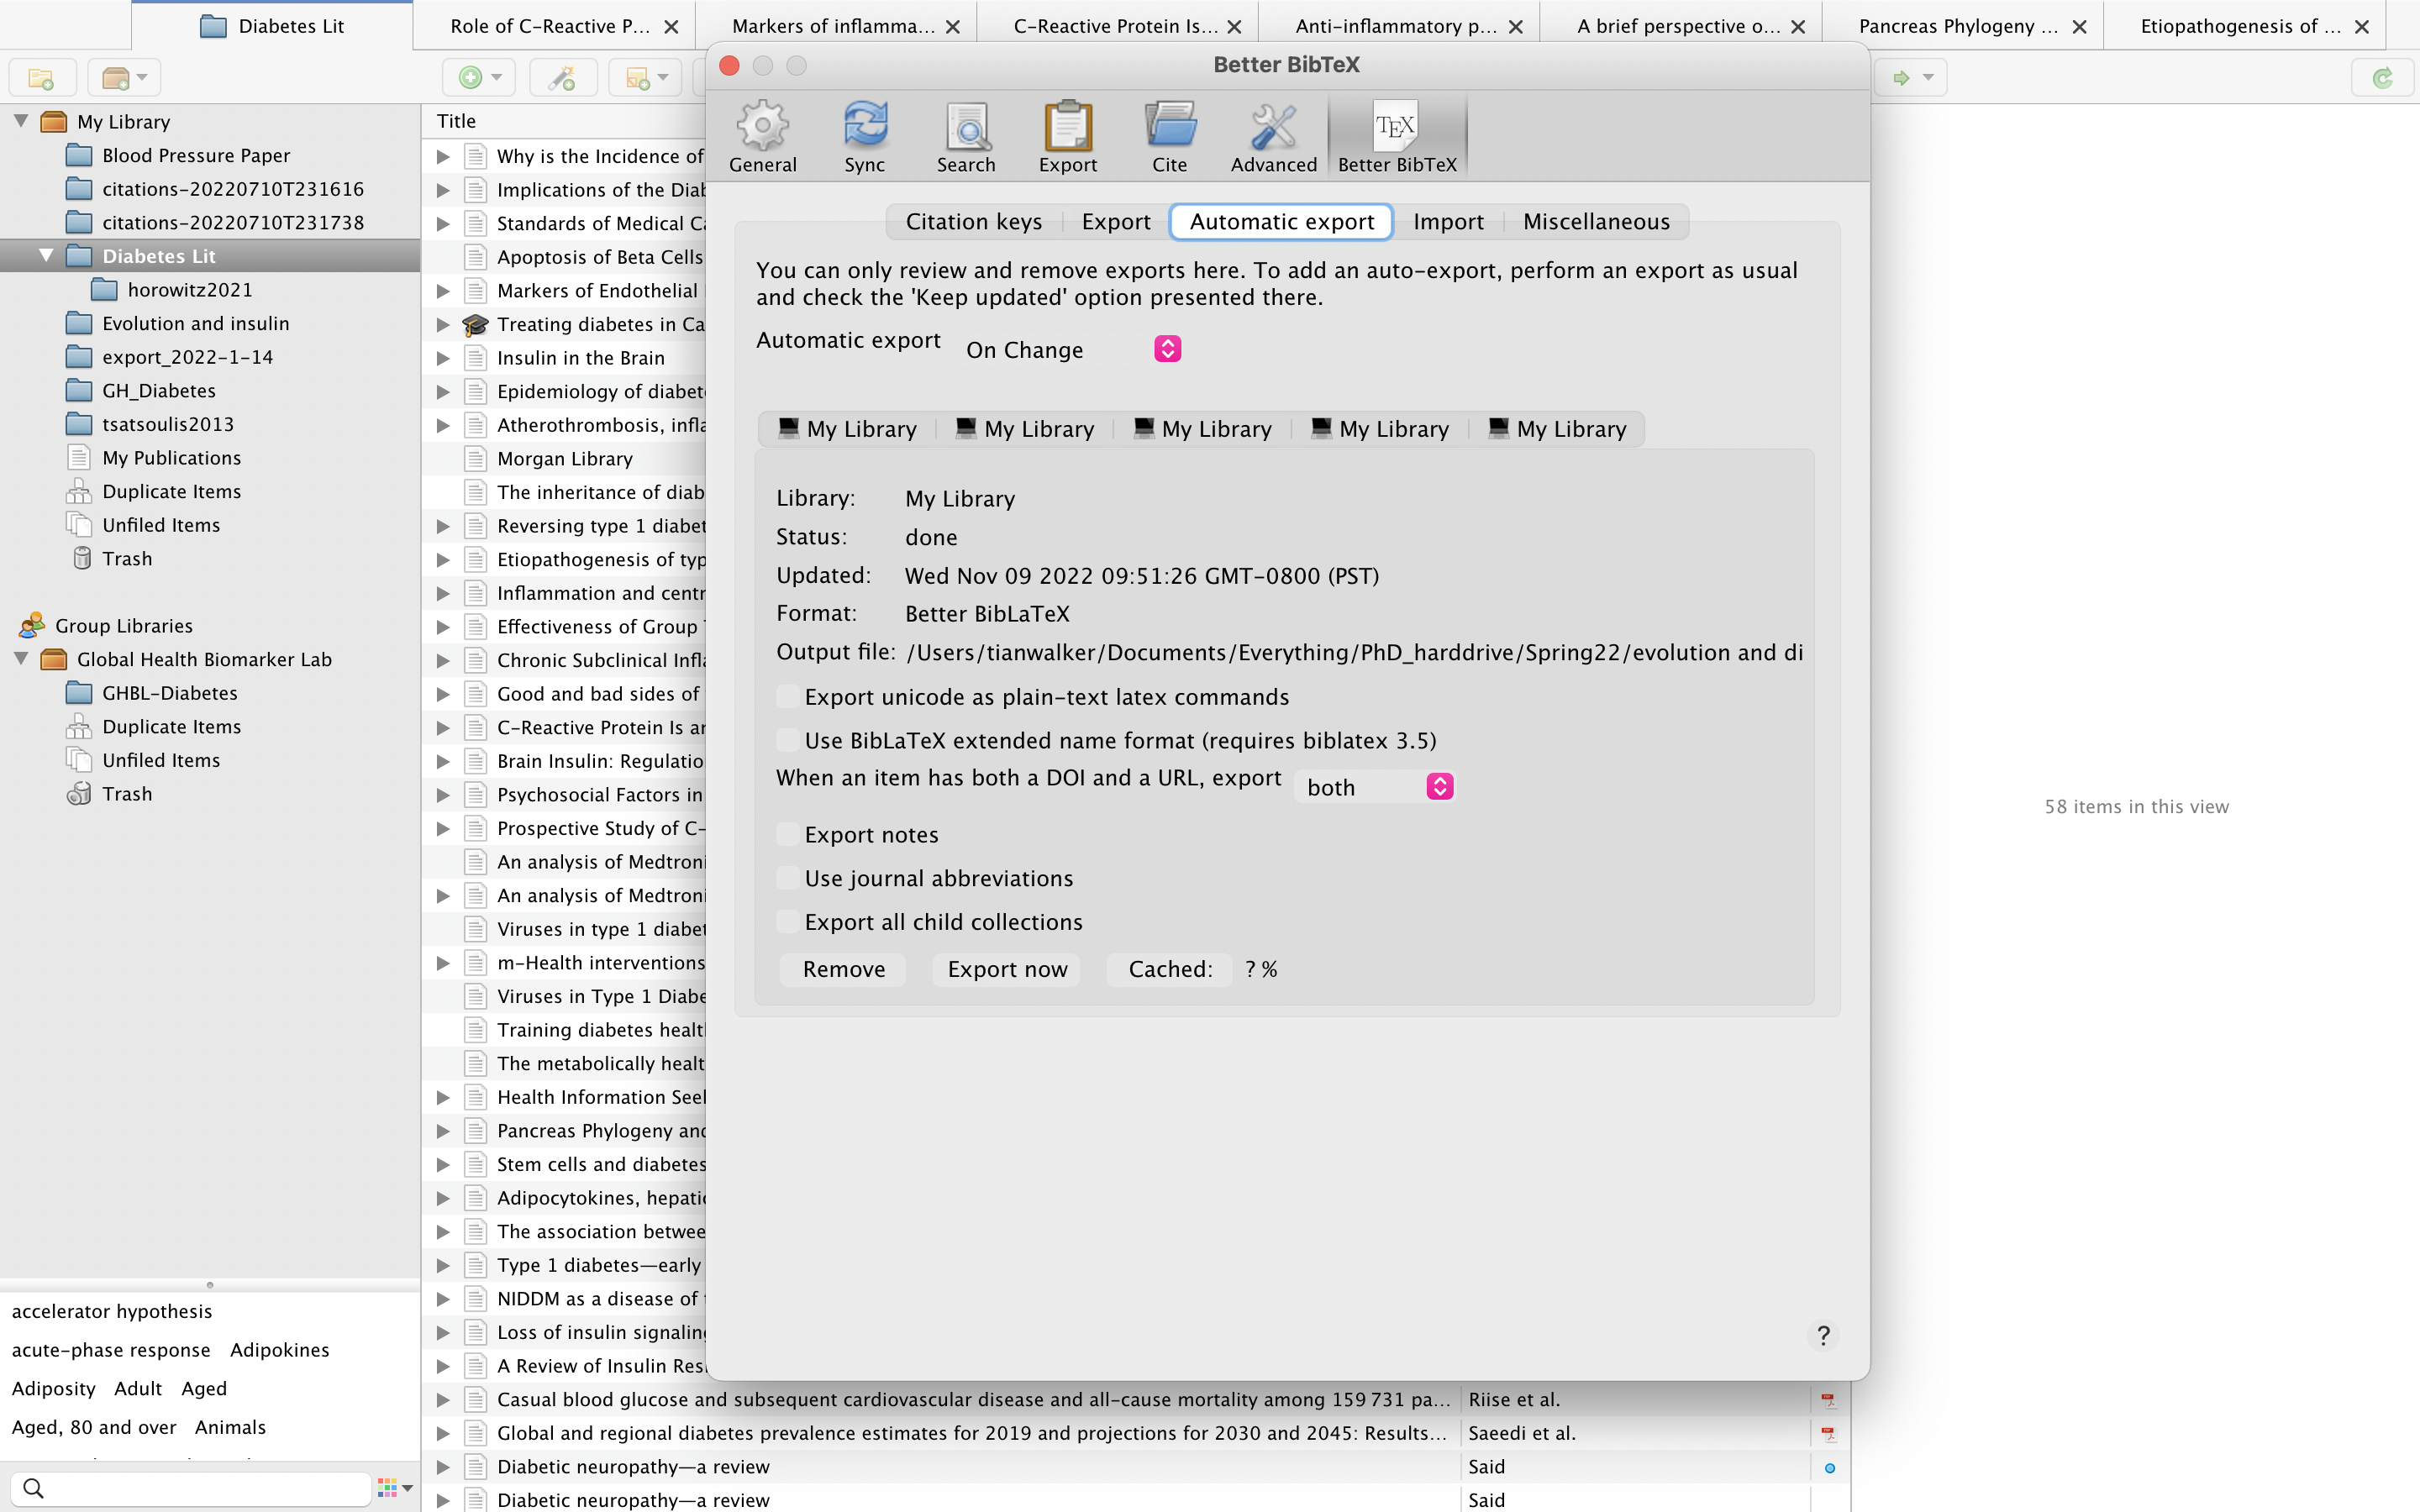 Diabetes Lit
Role of C-Reactive P...
Markers of inflamma...
C-Reactive Protein Is...
Anti-inflammatory p...
A brief perspective o...
Pancreas Phylogeny ...
Etiopathogenesis of ...
Better BibTeX
General
Sync
Search
Export
Cite
Advanced
TEX
Better BibTeX
My Library
Blood Pressure Paper
citations-20220710T231616
citations-20220710T231738
Diabetes Lit
horowitz2021
Evolution and insulin
export_2022-1-14
GH_Diabetes
tsatsoulis2013
My Publications
Duplicate Items
Unfiled Items
Trash
Group Libraries
Global Health Biomarker Lab
GHBL-Diabetes
Duplicate Items
Unfiled Items
Trash
accelerator hypothesis
acute-phase response Adipokines
Adiposity Adult Aged
Aged, 80 and over Animals
Title
Why is the Incidence of
Implications of the Diab
Standards of Medical Ca
Apoptosis of Beta Cells
Markers of Endothelial
Treating diabetes in Ca
Insulin in the Brain
Epidemiology of diabet
Atherothrombosis, infla
Morgan Library
The inheritance of diab
Reversing type 1 diabet
Etiopathogenesis of typ
Inflammation and centr
Effectiveness of Group
Chronic Subclinical Infl
Good and bad sides of
C-Reactive Protein Is a
Brain Insulin: Regulatio
Psychosocial Factors in
Prospective Study of C-
An analysis of Medtroni
An analysis of Medtroni
Viruses in type 1 diabet
m-Health interventions
Viruses in Type 1 Diabe
Training diabetes healt
The metabolically healt
Health Information Seel
Pancreas Phylogeny and
Stem cells and diabetes
Adipocytokines, hepati
The association betwee
Type 1 diabetes—early
NIDDM as a disease of
Loss of insulin signaling
A Review of Insulin Res
Casual blood glucose and subsequent cardiovascular disease and all-cause mortality among 159 731 pa... Riise et al.
Global and regional diabetes prevalence estimates for 2019 and projections for 2030 and 2045: Results... Saeedi et al.
Diabetic neuropathy—a review Said
Diabetic neuropathy—a review Said
Citation keys Export Automatic export Import Miscellaneous
You can only review and remove exports here. To add an auto-export, perform an export as usual
and check the 'Keep updated' option presented there.
Automatic export On Change
My Library My Library My Library My Library My Library
Library: My Library
Status: done
Updated: Wed Nov 09 2022 09:51:26 GMT-0800 (PST)
Format: Better BibLaTeX
Output file: /Users/tianwalker/Documents/Everything/PhD_harddrive/Spring22/evolution and di
Export unicode as plain-text latex commands
Use BibLaTeX extended name format (requires biblatex 3.5)
When an item has both a DOI and a URL, export both
Export notes
Use journal abbreviations
Export all child collections
Remove Export now Cached: ? %
?
58 items in this view